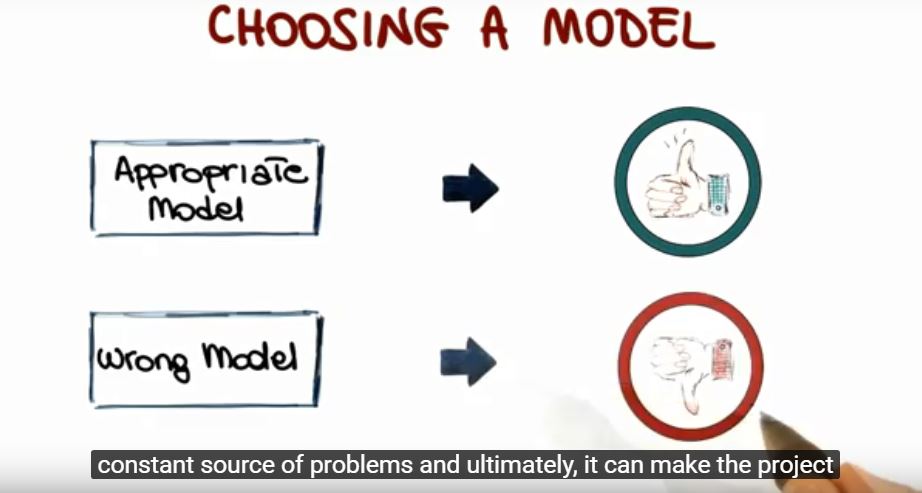 CHOOSING A MODEL
Appropriate
Model
Wrong Model
constant source of problems and ultimately, it can make the project